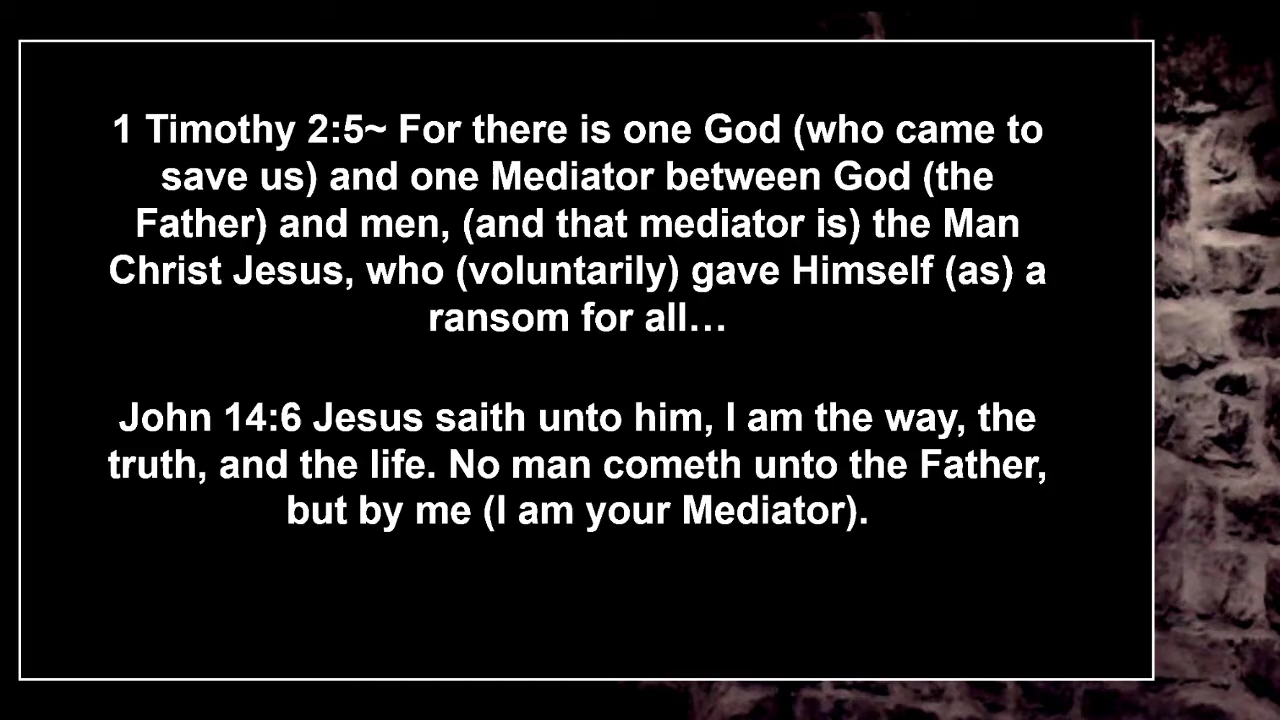 1 Timothy 2:5~ For there is one God (who came to
save us) and one Mediator between God (the
Father) and men, (and that mediator is) the Man
Christ Jesus, who (voluntarily) gave Himself (as) a
ransom for all…
John 14:6 Jesus saith unto him, I am the way, the
truth, and the life. No man cometh unto the Father,
but by me (I am your Mediator).